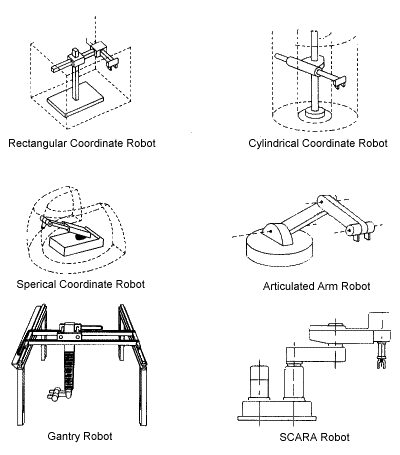 Rectangular Coordinate Robot
Cylindrical Coordinate Robot
Sperical Coordinate Robot
Articulated Arm Robot
Gantry Robot
SCARA Robot